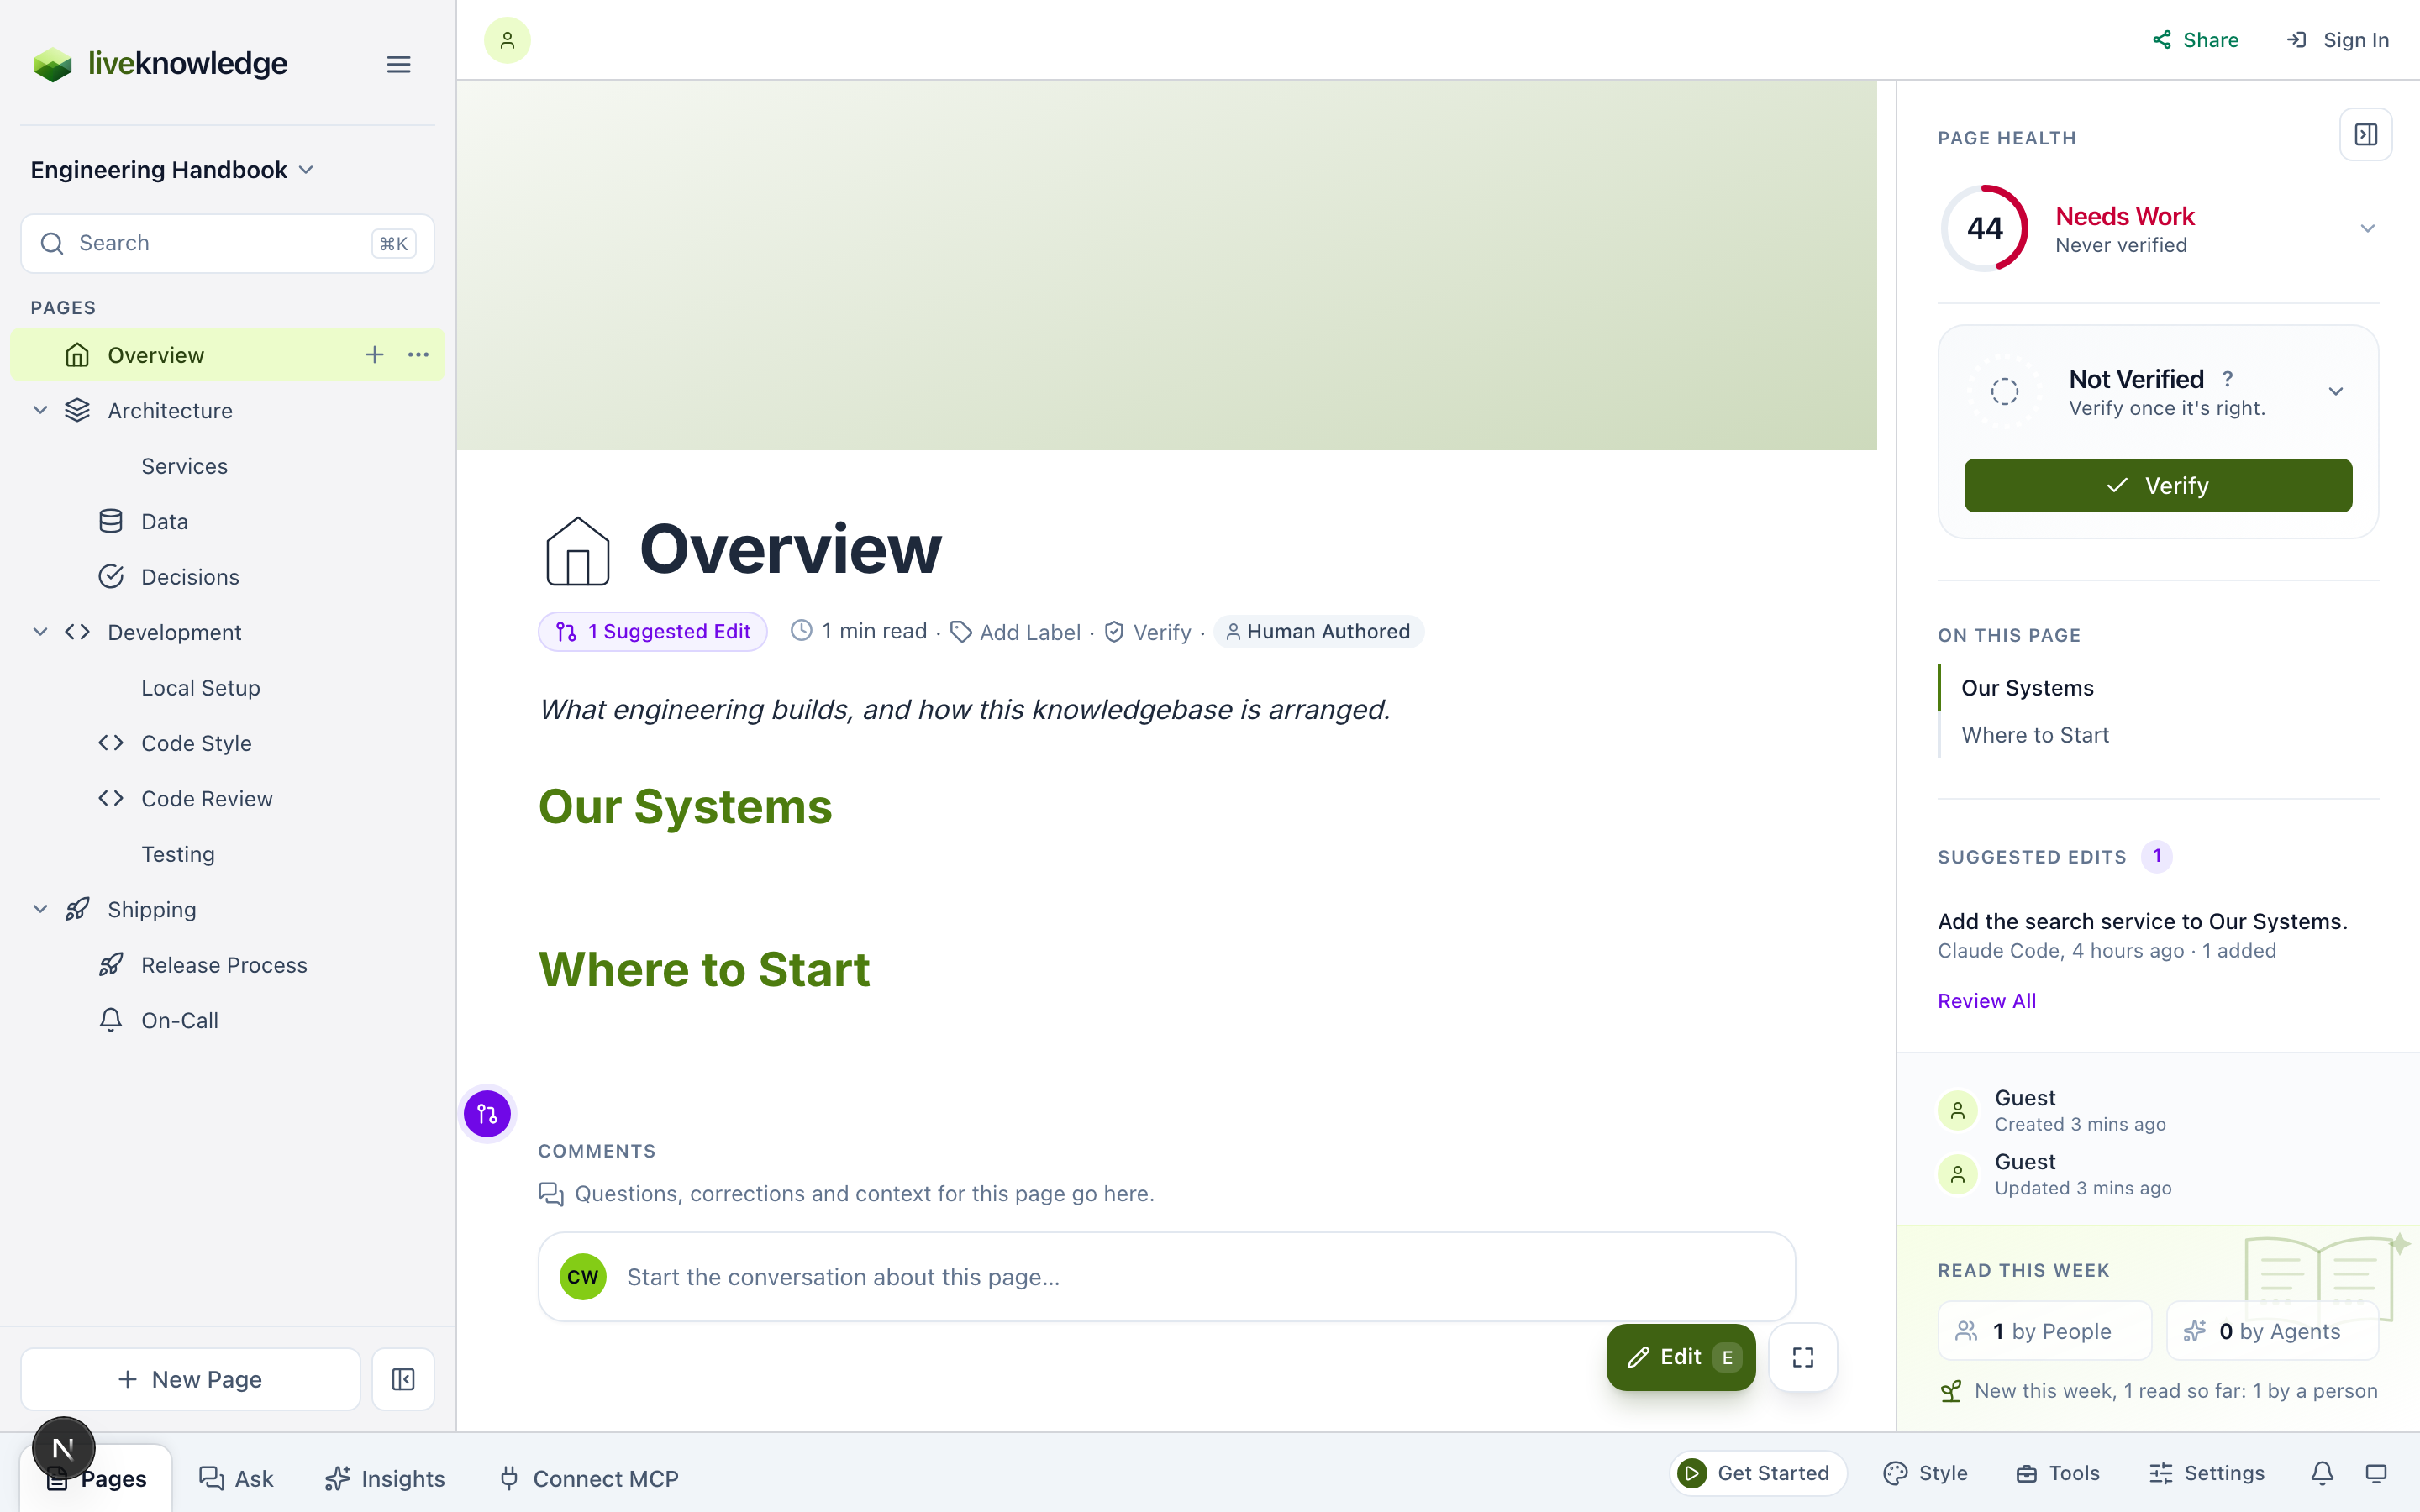 liveknowledge
Engineering Handbook
Search ⌘K
PAGES
Overview
Architecture
Services
Data
Decisions
Development
Local Setup
Code Style
Code Review
Testing
Shipping
Release Process
On-Call
New Page
Share
Sign In
Overview
1 Suggested Edit 1 min read · Add Label · Verify · Human Authored
What engineering builds, and how this knowledgebase is arranged.
Our Systems
Where to Start
COMMENTS
Questions, corrections and context for this page go here.
CW Start the conversation about this page...
Edit E
PAGE HEALTH
44
Needs Work
Never verified
Not Verified ?
Verify once it's right.
Verify
ON THIS PAGE
Our Systems
Where to Start
SUGGESTED EDITS 1
Add the search service to Our Systems.
Claude Code, 4 hours ago · 1 added
Review All
Guest
Created 3 mins ago
Guest
Updated 3 mins ago
READ THIS WEEK
1 by People
0 by Agents
New this week, 1 read so far: 1 by a person
N
Pages
Ask
Insights
Connect MCP
Get Started
Style
Tools
Settings